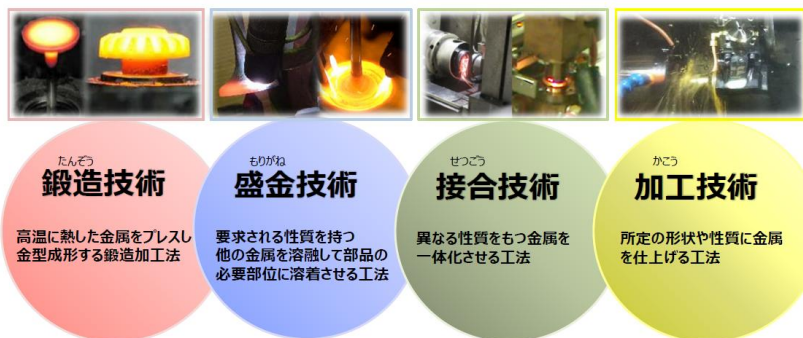 たんぞう
鍛造技術
高温に熱した金属をプレスし
金型成形する鍛造加工法
もりがね
盛金技術
要求される性質を持つ
他の金属を溶融して部品の
必要部位に溶着させる工法
せつごう
接合技術
異なる性質をもつ金属を
一体化させる工法
かこう
加工技術
所定の形状や性質に金属
を仕上げる工法